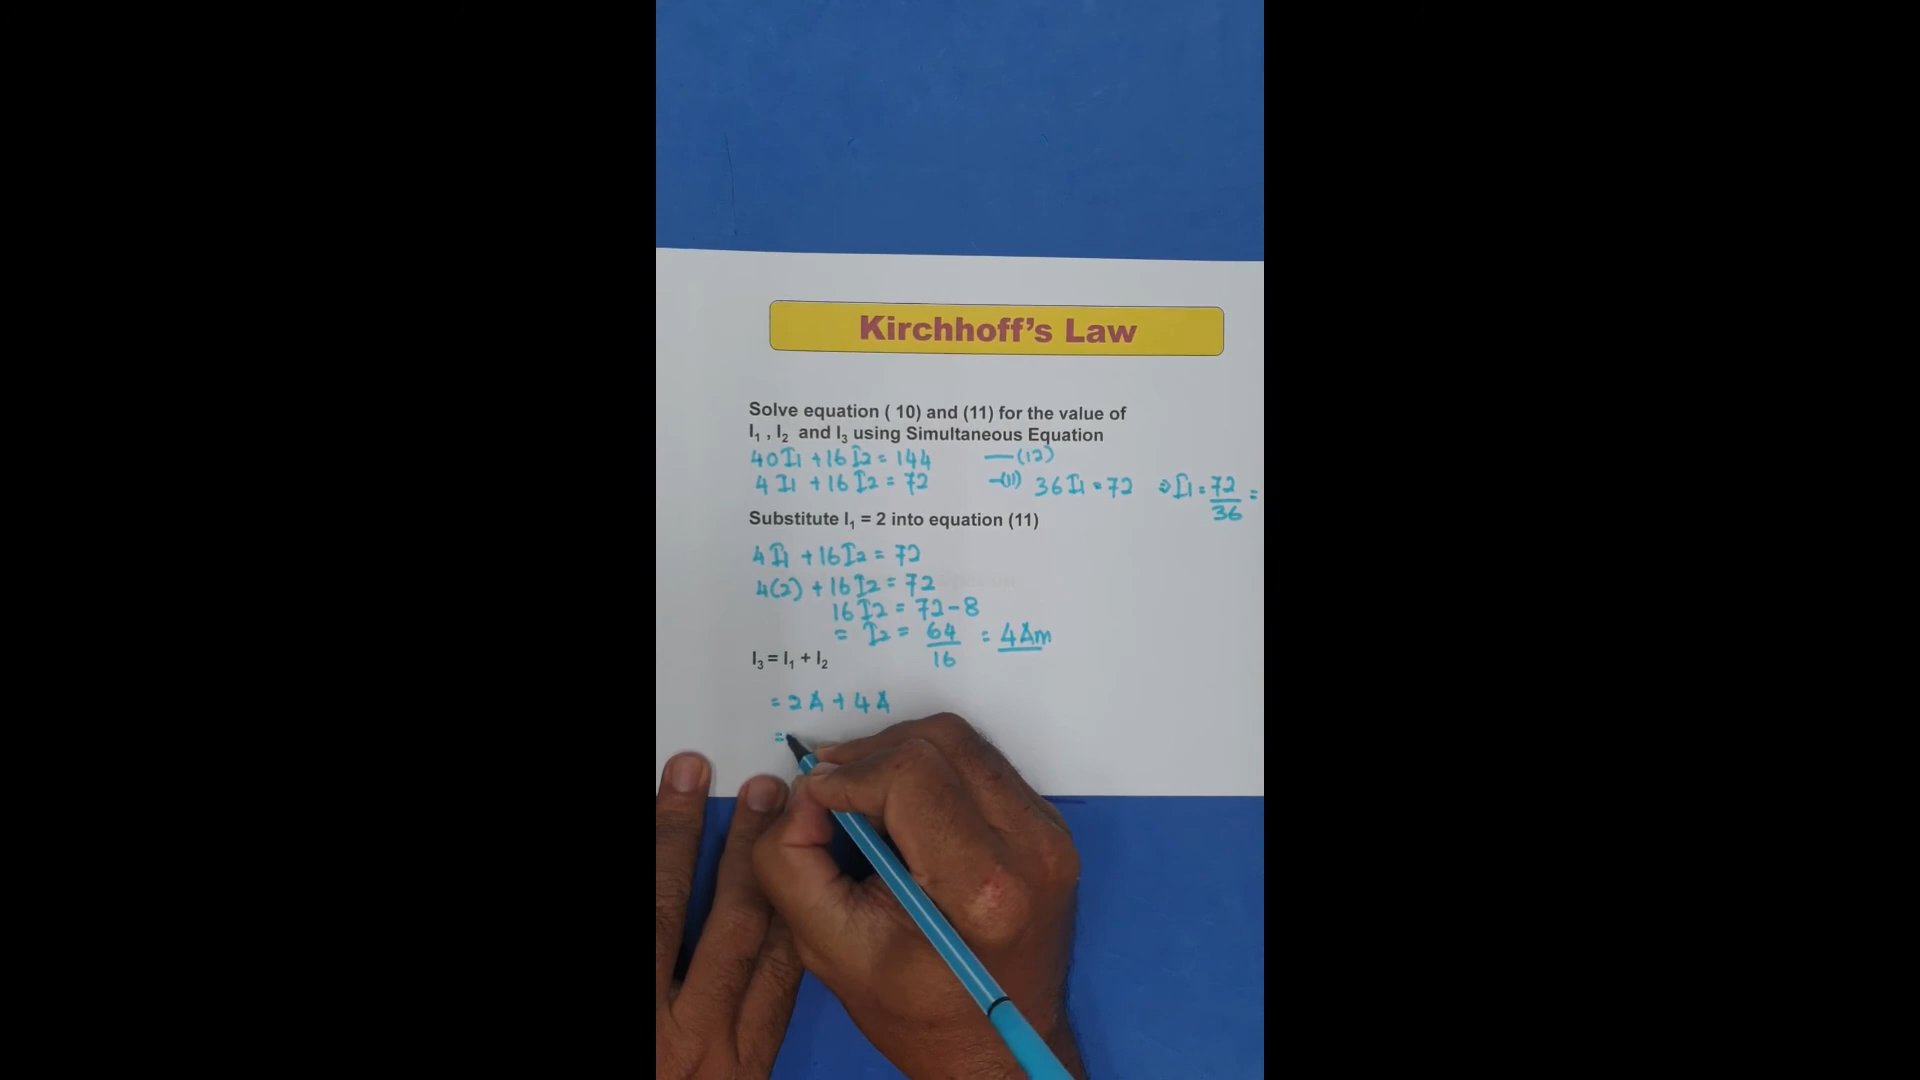 Kirchhoff's Law
Solve equation ( 10) and (11) for the value of
I₁ , I₂ and I₃ using Simultaneous Equation
40I₁ + 16I₂ = 144 —(12)
4I₁ + 16I₂ = 72 —(11) 36I₁ = 72 ⇒ I₁ = 72/36 =
Substitute I₁ = 2 into equation (11)
4I₁ + 16I₂ = 72
4(2) + 16I₂ = 72
16I₂ = 72 - 8
= I₂ = 64/16 = 4Am
I₃ = I₁ + I₂
= 2A + 4A
=